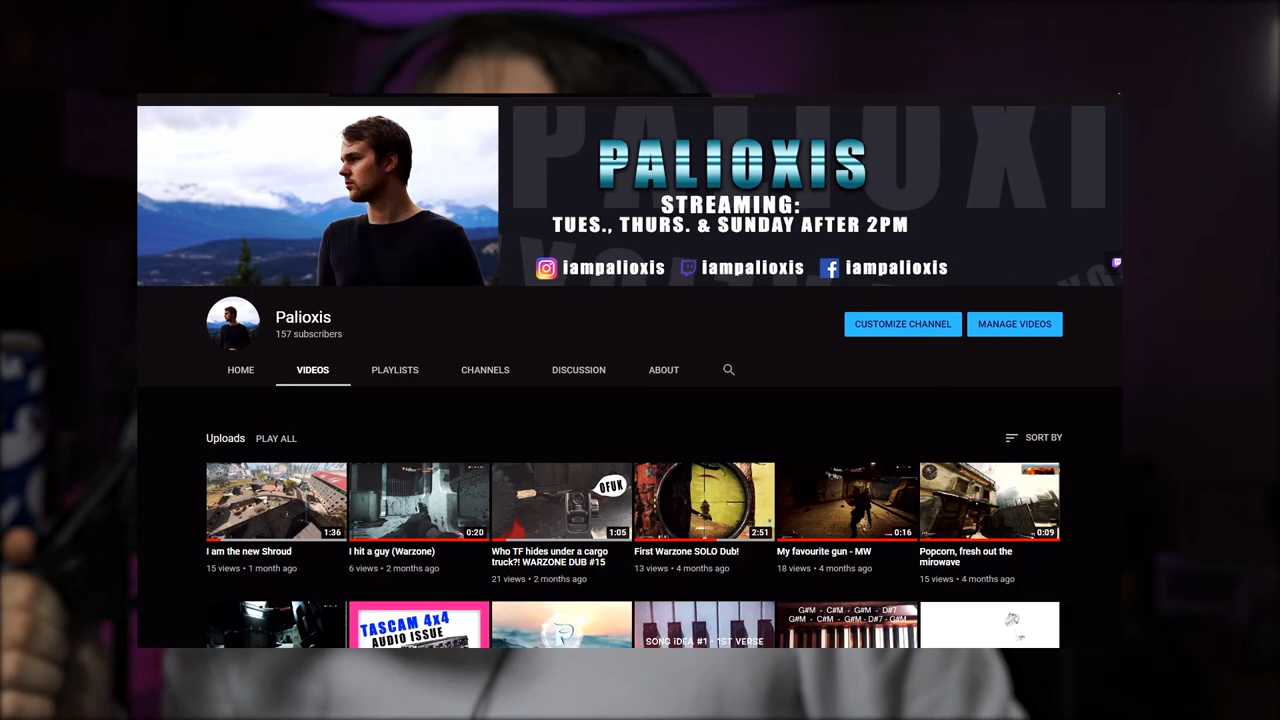 PALIOXIS
STREAMING:
TUES., THURS. & SUNDAY AFTER 2PM
iampalioxis iampalioxis iampalioxis
Palioxis
157 subscribers
CUSTOMIZE CHANNEL MANAGE VIDEOS
HOME VIDEOS PLAYLISTS CHANNELS DISCUSSION ABOUT
Uploads PLAY ALL SORT BY
OFUK
1:36 0:20 1:05 2:51 0:16 0:09
I am the new Shroud
15 views • 1 month ago
I hit a guy (Warzone)
6 views • 2 months ago
Who TF hides under a cargo
truck?! WARZONE DUB #15
21 views • 2 months ago
First Warzone SOLO Dub!
13 views • 4 months ago
My favourite gun - MW
18 views • 4 months ago
Popcorn, fresh out the
mirowave
15 views • 4 months ago
TASCAM 4x4
AUDIO ISSUE
SONG iDEA #1 - 1ST VERSE
G#M - C#M - G#M - D#7
G#M - C#M - G#M - D#7 - G#M